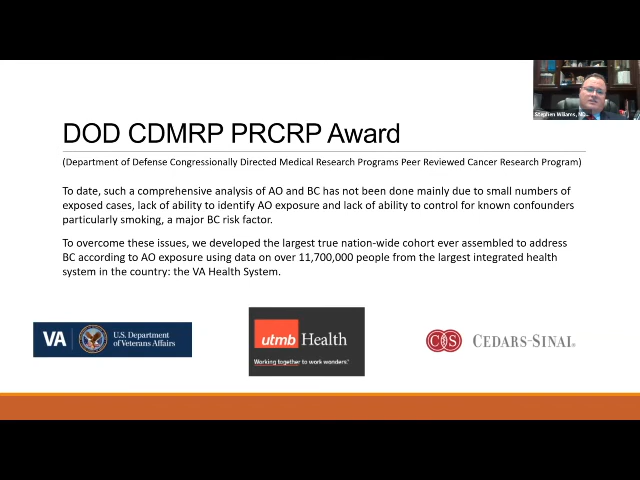 Stephen Williams, MD...
DOD CDMRP PRCRP Award
(Department of Defense Congressionally Directed Medical Research Programs Peer Reviewed Cancer Research Program)
To date, such a comprehensive analysis of AO and BC has not been done mainly due to small numbers of
exposed cases, lack of ability to identify AO exposure and lack of ability to control for known confounders
particularly smoking, a major BC risk factor.
To overcome these issues, we developed the largest true nation-wide cohort ever assembled to address
BC according to AO exposure using data on over 11,700,000 people from the largest integrated health
system in the country: the VA Health System.
VA
U.S. Department
of Veterans Affairs
utmb Health
Working together to work wonders.
CEDARS-SINAI®